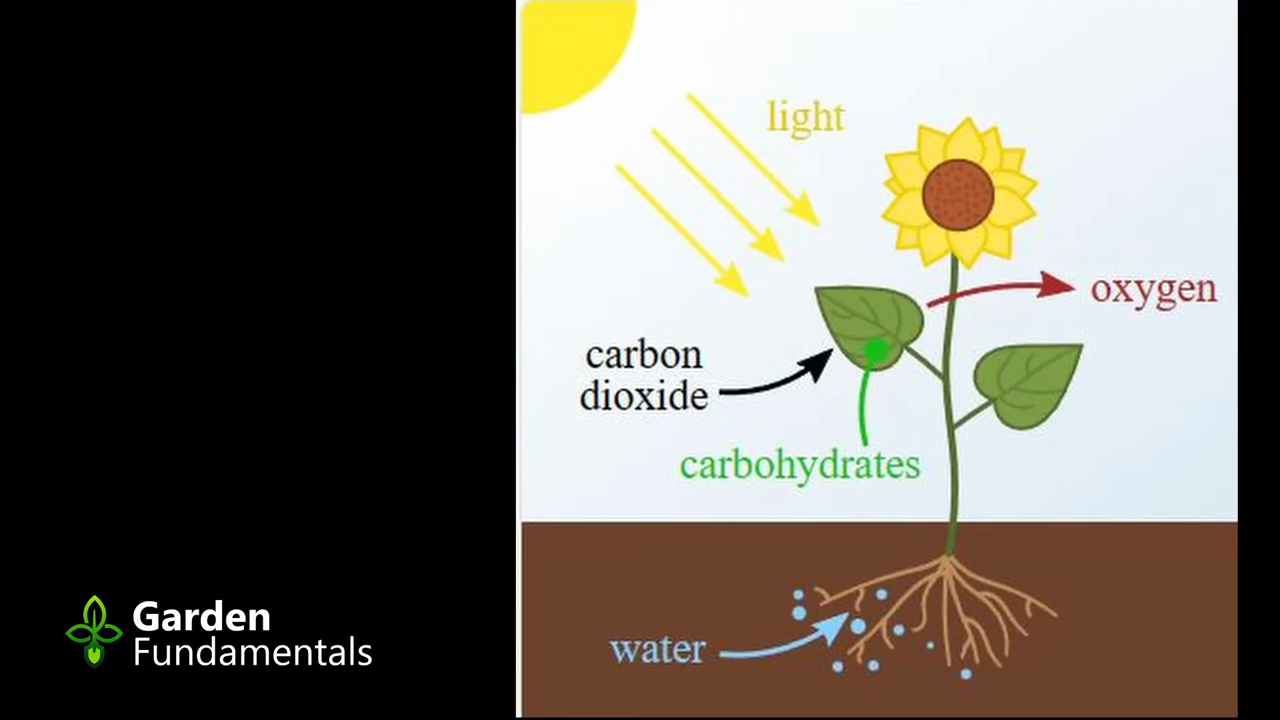 light
oxygen
carbon
dioxide
carbohydrates
water
Garden
Fundamentals